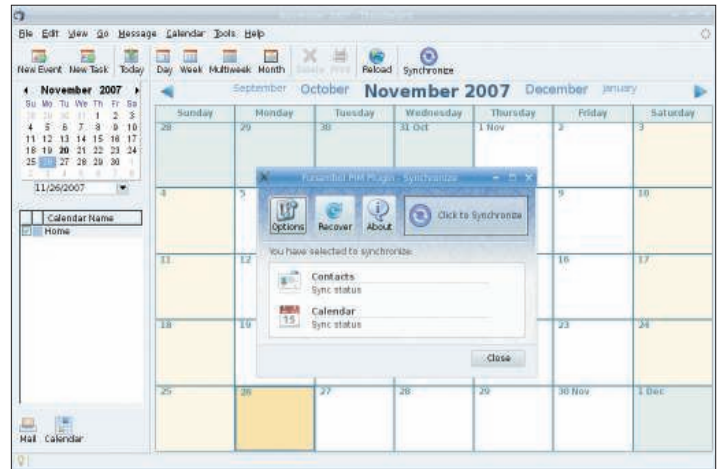 File Edit View Go Message Calendar Tools Help
New Event New Task Today Day Week Multiweek Month Delete Print Reload Synchronize
November 2007
Su Mo Tu We Th Fr Sa
4 5 6 7 8 9 10
11 12 13 14 15 16 17
18 19 20 21 22 23 24
25 26 27 28 29 30
11/26/2007
Calendar Name
Home
Mail Calendar
September October November 2007 December January
Sunday Monday Tuesday Wednesday Thursday Friday Saturday
28 29 30 31 Oct 1 Nov 2 3
4 5 9 10
11 12 16 17
18 19 23 24
25 26 27 28 29 30 Nov 1 Dec
Funambol PIM Plugin - Synchronize
Options Recover About Click to Synchronize
You have selected to synchronize:
Contacts
Sync status
Calendar
15
Sync status
Close